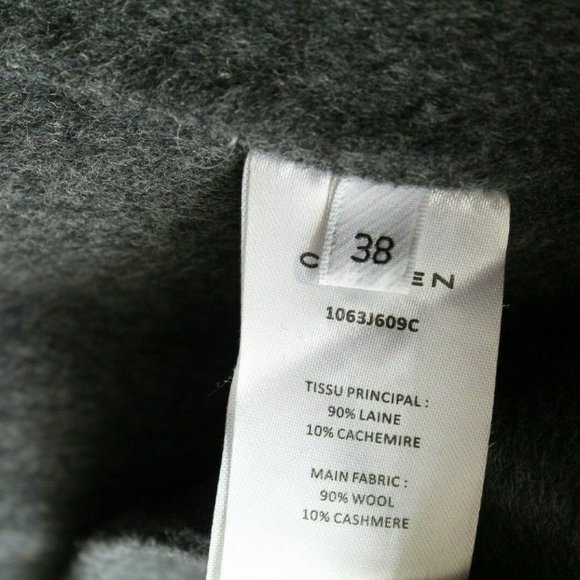 38
1063J609C
TISSU PRINCIPAL :
90% LAINE
10% CACHEMIRE
MAIN FABRIC :
90% WOOL
10% CASHMERE